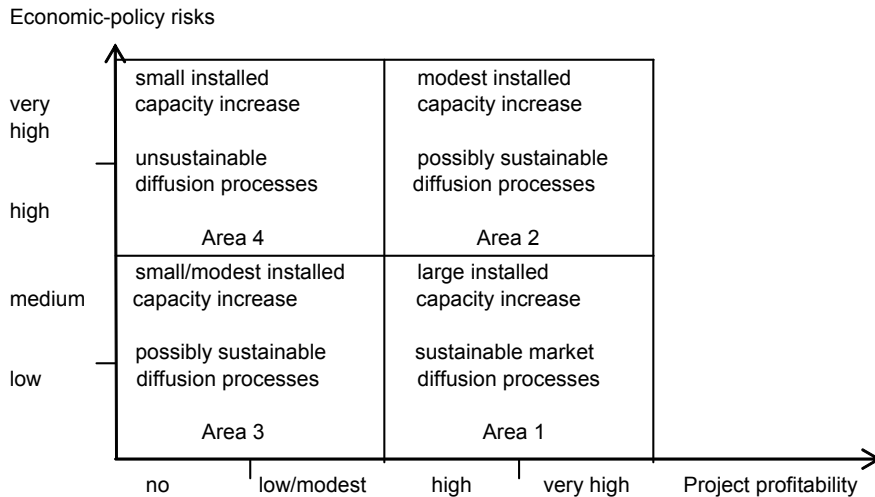 Economic-policy risks
very
high
high
medium
low
small installed
capacity increase
unsustainable
diffusion processes
Area 4
modest installed
capacity increase
possibly sustainable
diffusion processes
Area 2
small/modest installed
capacity increase
possibly sustainable
diffusion processes
Area 3
large installed
capacity increase
sustainable market
diffusion processes
Area 1
no
low/modest
high
very high
Project profitability